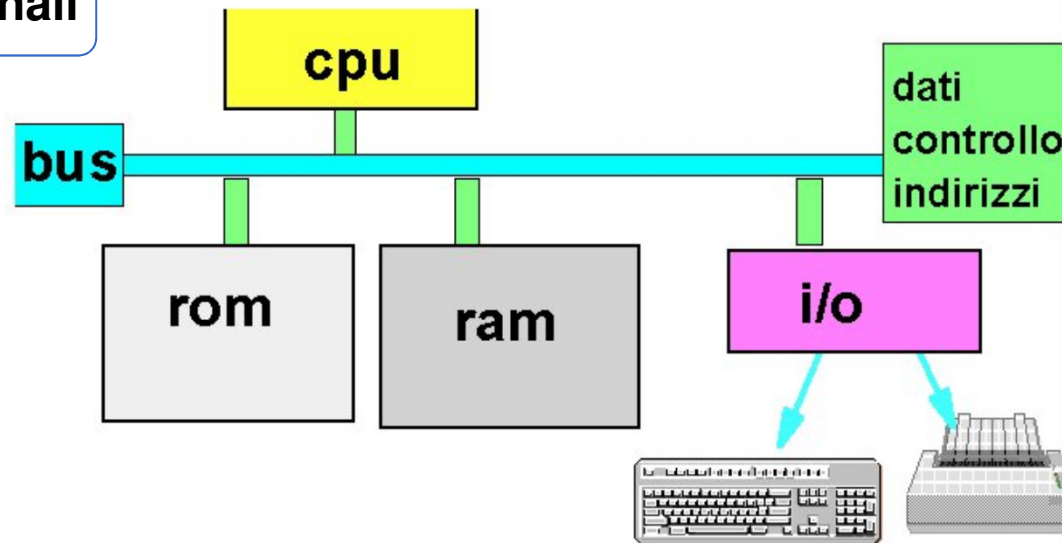 cpu
bus
dati
controllo
indirizzi
rom
ram
i/o